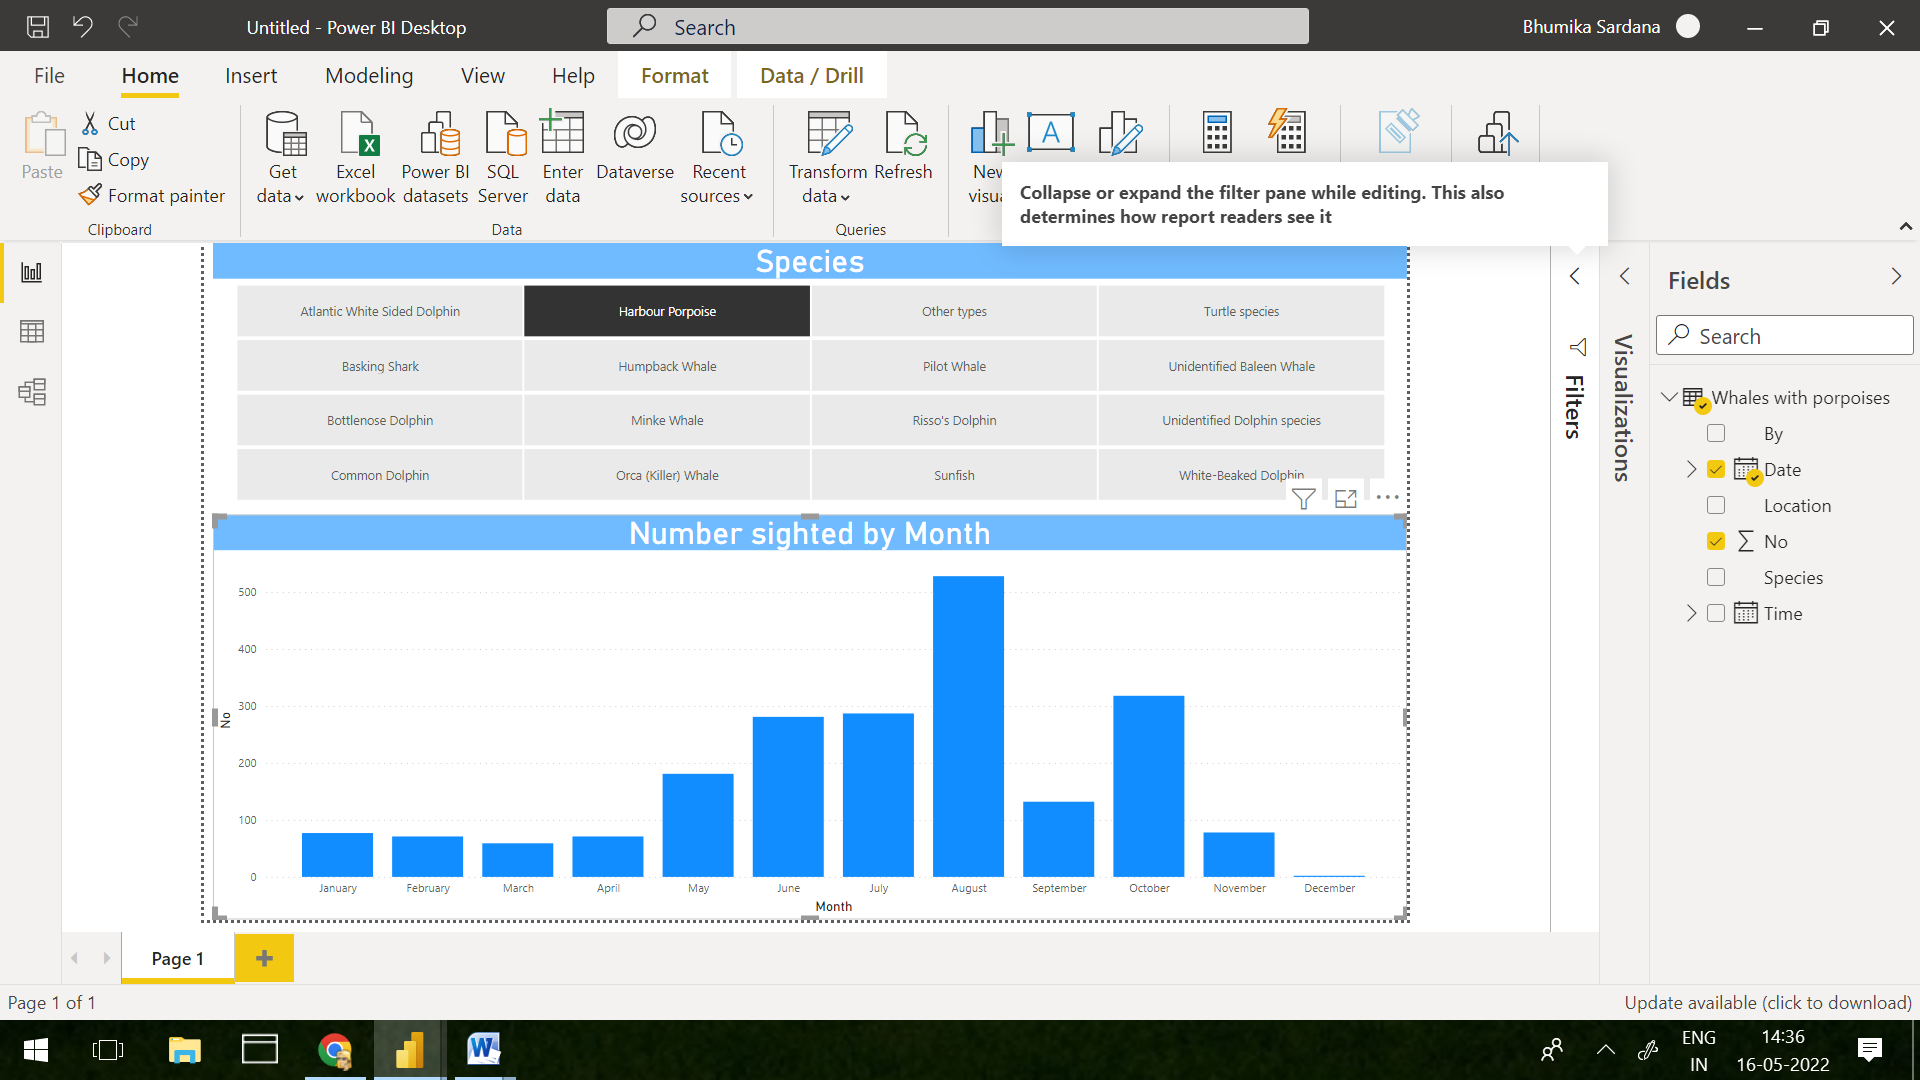 Untitled - Power BI Desktop
Search
Bhumika Sardana
File
Home
Insert
Modeling
View
Help
Format
Data / Drill
Paste
Cut
Copy
Format painter
Clipboard
Get
data
Excel
workbook
Power BI
datasets
SQL
Server
Enter
data
Dataverse
Recent
sources
Data
Transform
data
Refresh
Queries
New
visu
Collapse or expand the filter pane while editing. This also
determines how report readers see it
Species
Atlantic White Sided Dolphin
Harbour Porpoise
Other types
Turtle species
Basking Shark
Humpback Whale
Pilot Whale
Unidentified Baleen Whale
Bottlenose Dolphin
Minke Whale
Risso's Dolphin
Unidentified Dolphin species
Common Dolphin
Orca (Killer) Whale
Sunfish
White-Beaked Dolphin
Number sighted by Month
500
400
300
200
100
0
No
January
February
March
April
May
June
July
August
September
October
November
December
Month
Filters
Visualizations
Fields
Search
Whales with porpoises
By
Date
Location
No
Species
Time
Page 1
Page 1 of 1
Update available (click to download)
ENG
IN
14:36
16-05-2022